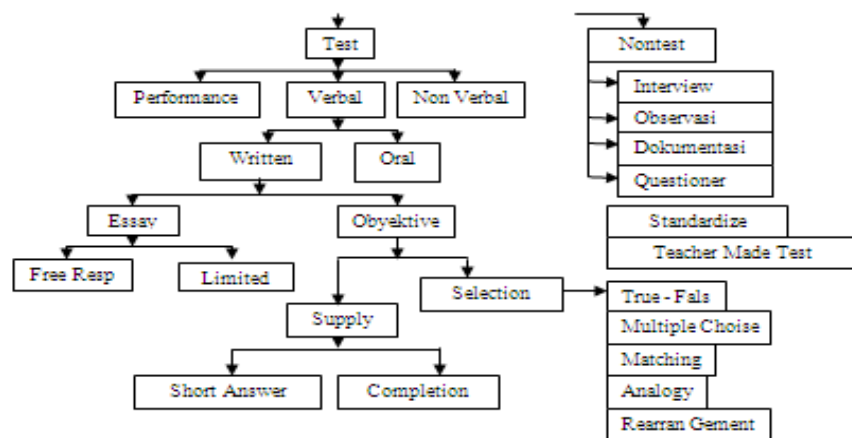 Test
Nontest
Performance
Verbal
Non Verbal
Interview
Observasi
Dokumentasi
Questioner
Written
Oral
Essay
Obyektive
Standardize
Teacher Made Test
Free Resp
Limited
Selection
Supply
True - Fals
Multiple Choise
Matching
Analogy
Rearran Gement
Short Answer
Completion